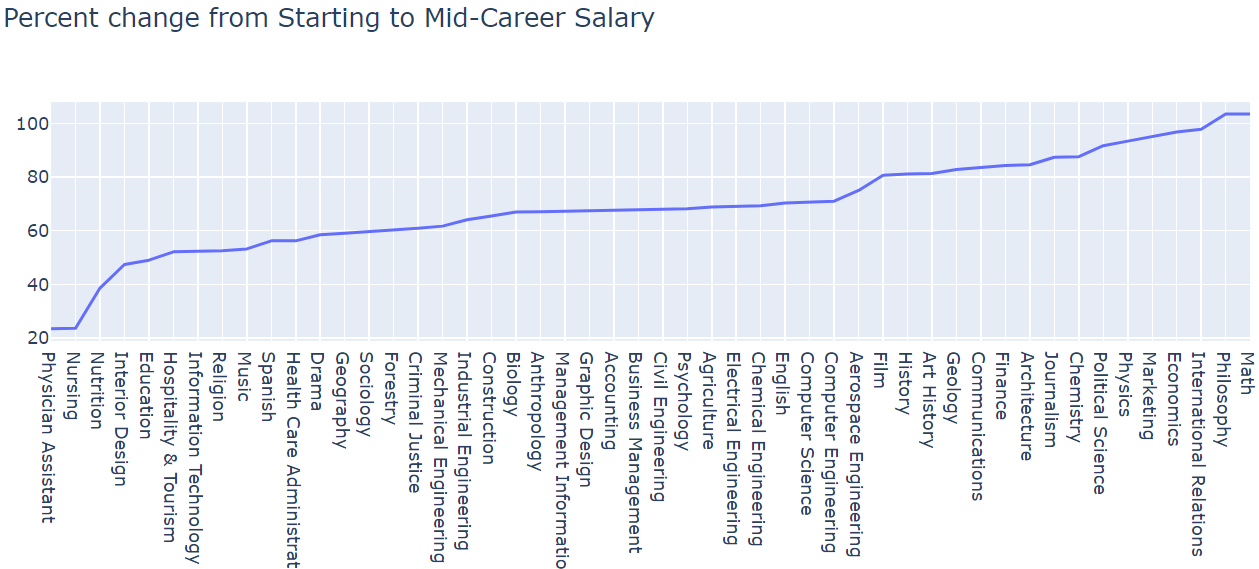 Percent change from Starting to Mid-Career Salary
100
80
60
40
20
Physician Assistant
Nursing
Nutrition
Interior Design
Education
Hospitality & Tourism
Information Technology
Religion
Music
Spanish
Health Care Administrat
Drama
Geography
Sociology
Forestry
Criminal Justice
Mechanical Engineering
Industrial Engineering
Construction
Biology
Anthropology
Management Informatio
Graphic Design
Accounting
Business Management
Civil Engineering
Psychology
Agriculture
Electrical Engineering
Chemical Engineering
English
Computer Science
Computer Engineering
Aerospace Engineering
Film
History
Art History
Geology
Communications
Finance
Architecture
Journalism
Chemistry
Political Science
Physics
Marketing
Economics
International Relations
Philosophy
Math